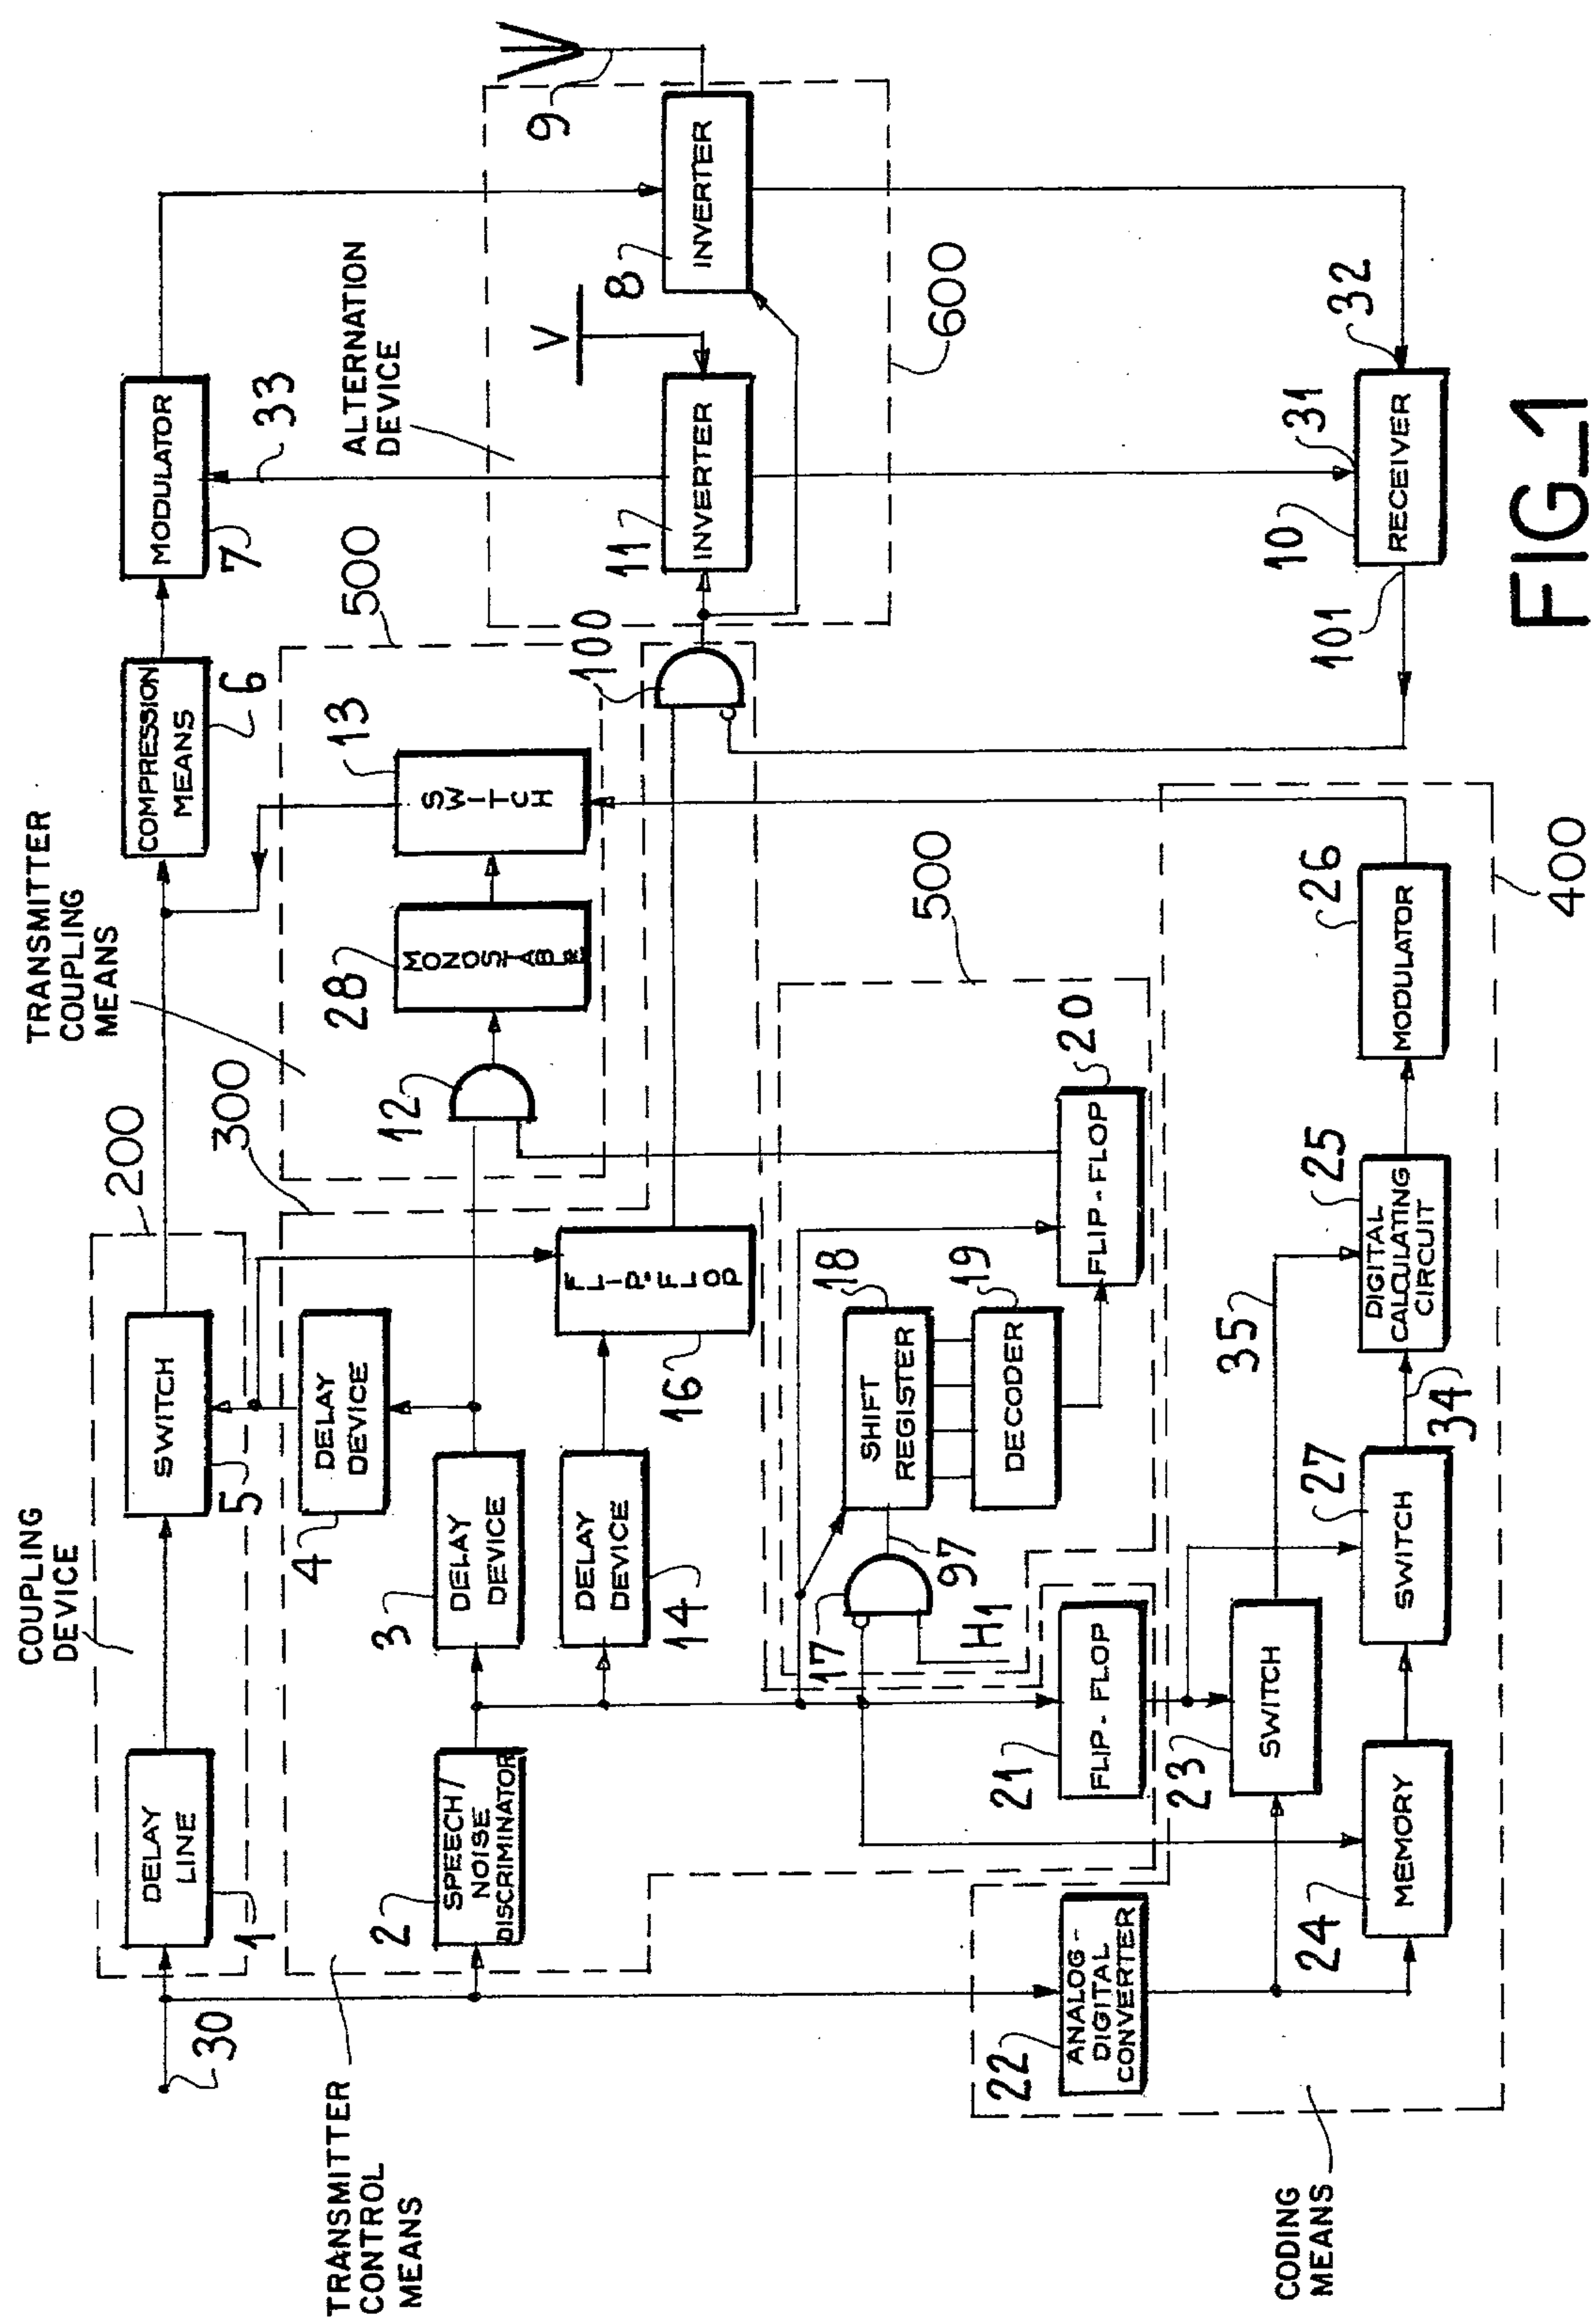 COUPLING
DEVICE
200
DELAY
LINE
1
SWITCH
5
30
TRANSMITTER
COUPLING
MEANS
COMPRESSION
MEANS
6
MODULATOR
7
33
ALTERNATION
DEVICE
500
300
TRANSMITTER
CONTROL
MEANS
2
SPEECH/
NOISE
DISCRIMINATOR
3
DELAY
DEVICE
4
DELAY
DEVICE
DELAY
DEVICE
14
FLIP-FLOP
16
12
28
MONOSTABLE
13
SWITCH
100
11
INVERTER
V
8
INVERTER
9
600
500
17
H1
97
18
SHIFT
REGISTER
19
DECODER
20
FLIP-FLOP
21
FLIP-FLOP
22
ANALOG-
DIGITAL
CONVERTER
23
SWITCH
35
24
MEMORY
27
SWITCH
34
25
DIGITAL
CALCULATING
CIRCUIT
26
MODULATOR
400
CODING
MEANS
101
10
RECEIVER
31
32
FIG_1